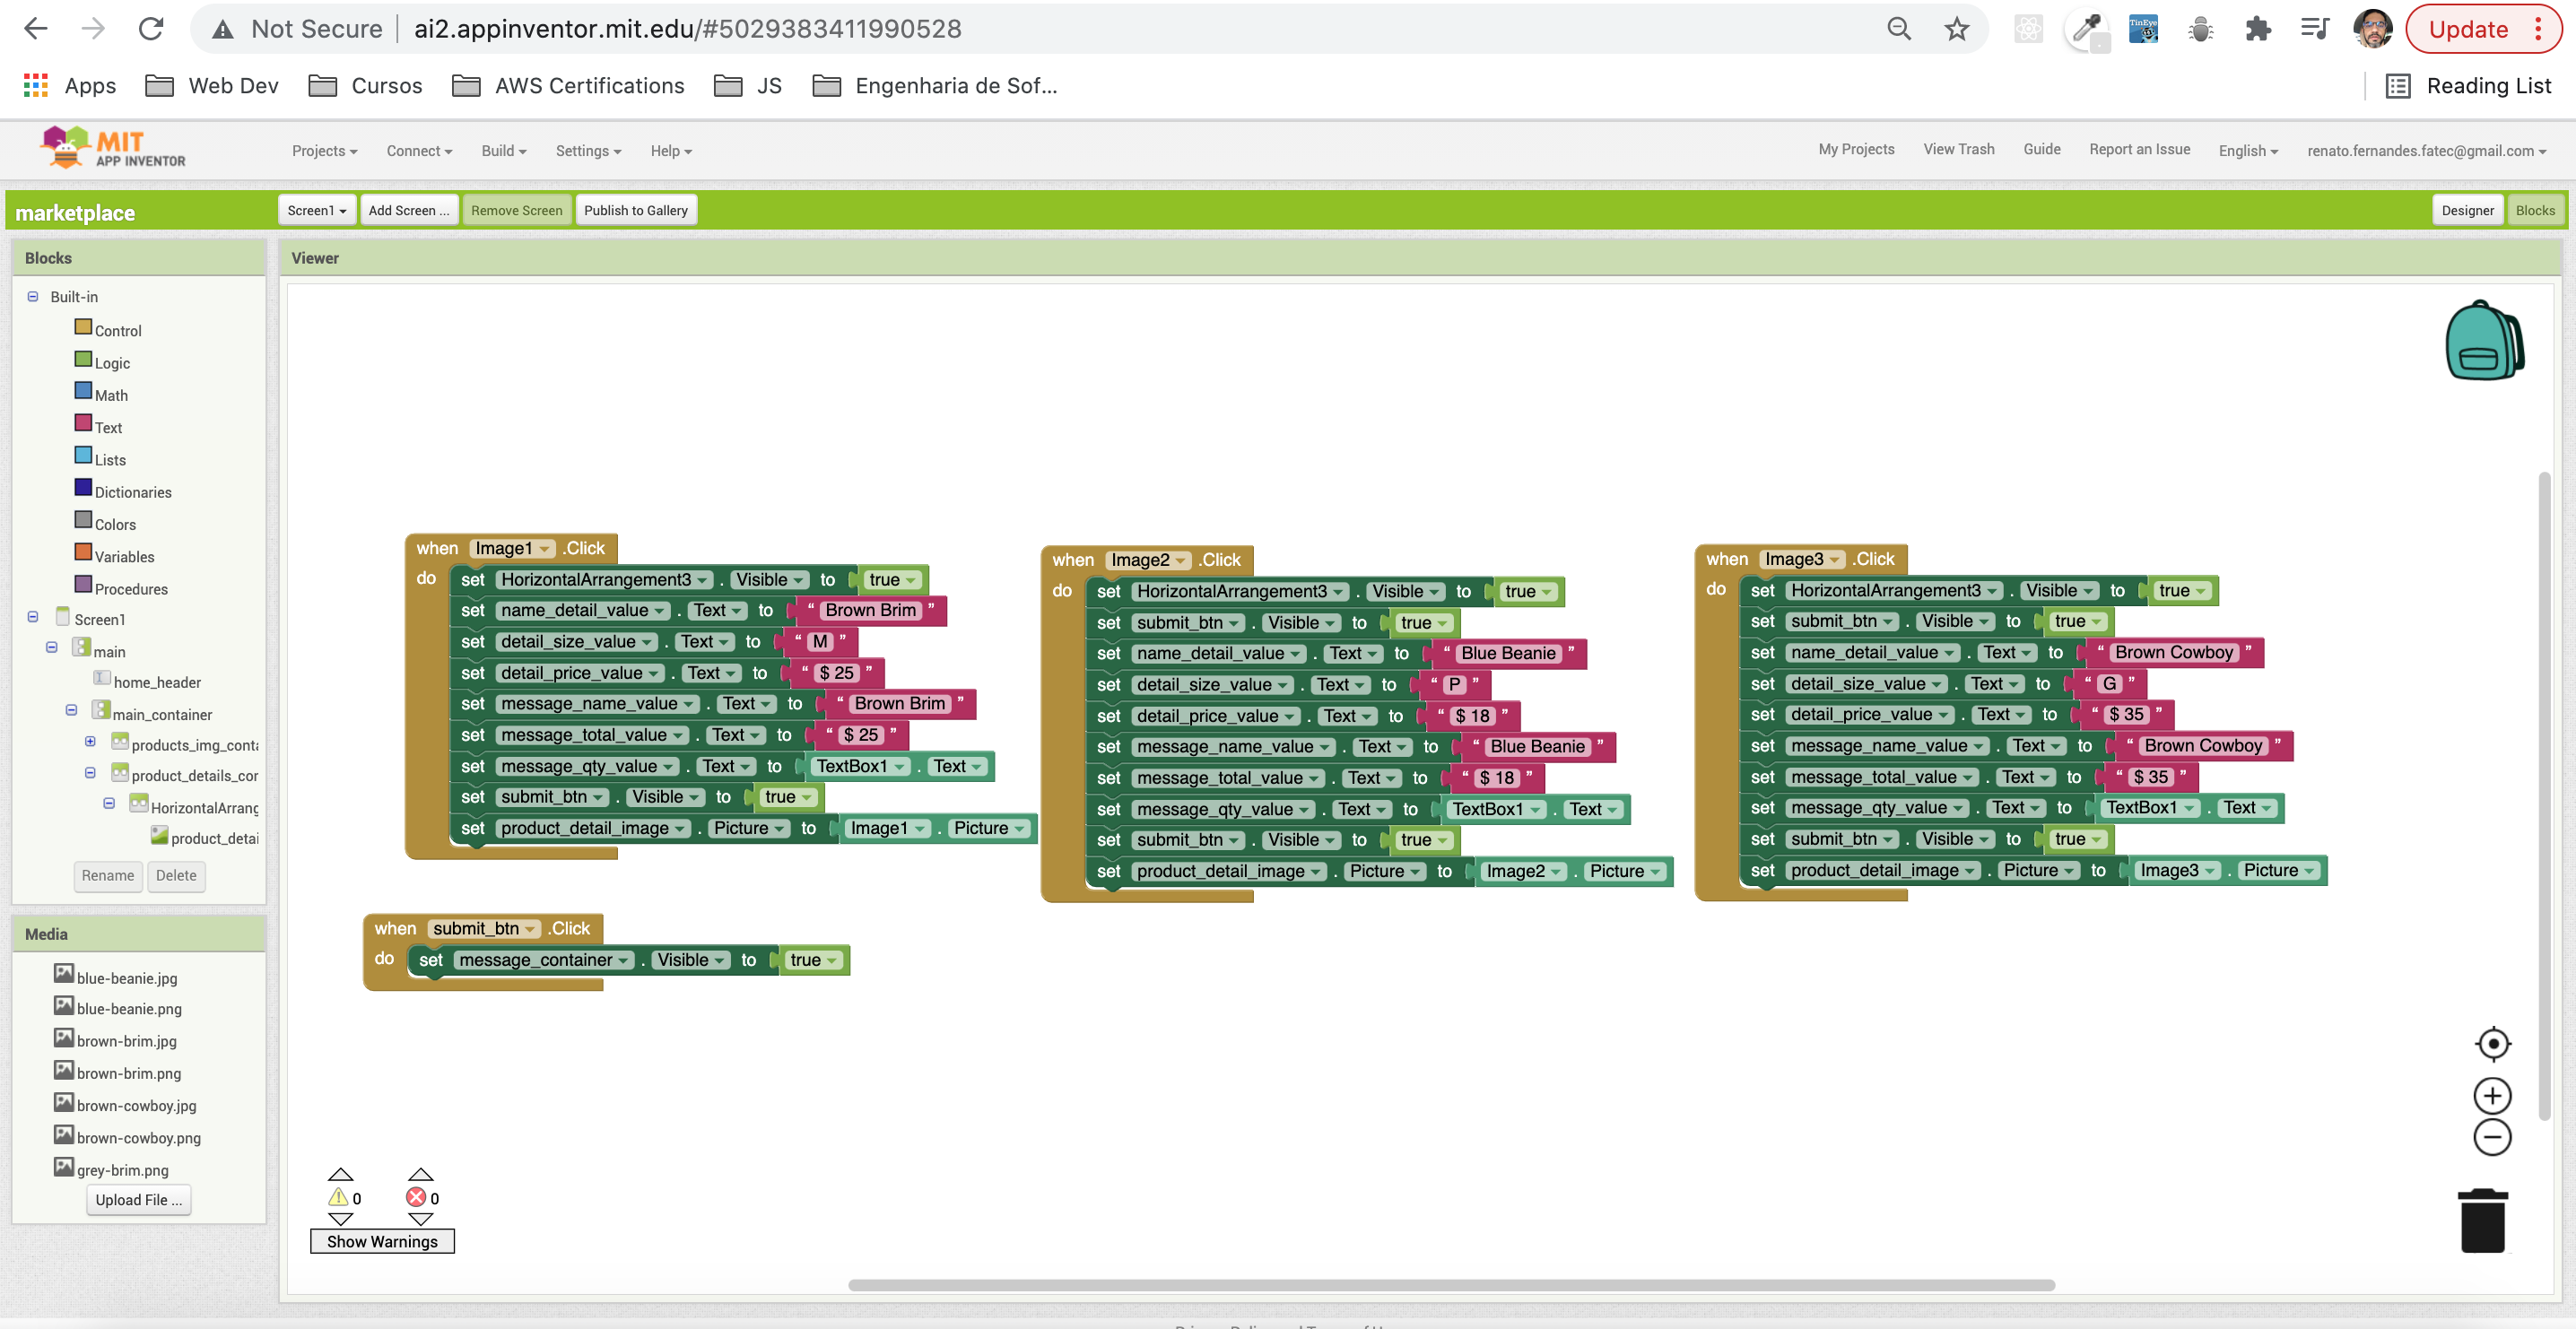 Not Secure ai2.appinventor.mit.edu/#5029383411990528 TinEye Update
Apps Web Dev Cursos AWS Certifications JS Engenharia de Sof... Reading List
MIT APP INVENTOR Projects Connect Build Settings Help My Projects View Trash Guide Report an Issue English renato.fernandes.fatec@gmail.com
marketplace Screen1 Add Screen ... Remove Screen Publish to Gallery Designer Blocks
Blocks
Built-in
Control
Logic
Math
Text
Lists
Dictionaries
Colors
Variables
Procedures
Screen1
main
home_header
main_container
products_img_conta
product_details_cor
HorizontalArrang
product_detai
Rename Delete
Media
blue-beanie.jpg
blue-beanie.png
brown-brim.jpg
brown-brim.png
brown-cowboy.jpg
brown-cowboy.png
grey-brim.png
Upload File ...
Viewer
when Image1 .Click
do set HorizontalArrangement3 . Visible to true
set name_detail_value . Text to “ Brown Brim ”
set detail_size_value . Text to “ M ”
set detail_price_value . Text to “ $ 25 ”
set message_name_value . Text to “ Brown Brim ”
set message_total_value . Text to “ $ 25 ”
set message_qty_value . Text to TextBox1 . Text
set submit_btn . Visible to true
set product_detail_image . Picture to Image1 . Picture
when Image2 .Click
do set HorizontalArrangement3 . Visible to true
set submit_btn . Visible to true
set name_detail_value . Text to “ Blue Beanie ”
set detail_size_value . Text to “ P ”
set detail_price_value . Text to “ $ 18 ”
set message_name_value . Text to “ Blue Beanie ”
set message_total_value . Text to “ $ 18 ”
set message_qty_value . Text to TextBox1 . Text
set submit_btn . Visible to true
set product_detail_image . Picture to Image2 . Picture
when Image3 .Click
do set HorizontalArrangement3 . Visible to true
set submit_btn . Visible to true
set name_detail_value . Text to “ Brown Cowboy ”
set detail_size_value . Text to “ G ”
set detail_price_value . Text to “ $ 35 ”
set message_name_value . Text to “ Brown Cowboy ”
set message_total_value . Text to “ $ 35 ”
set message_qty_value . Text to TextBox1 . Text
set submit_btn . Visible to true
set product_detail_image . Picture to Image3 . Picture
when submit_btn .Click
do set message_container . Visible to true
0 0
Show Warnings